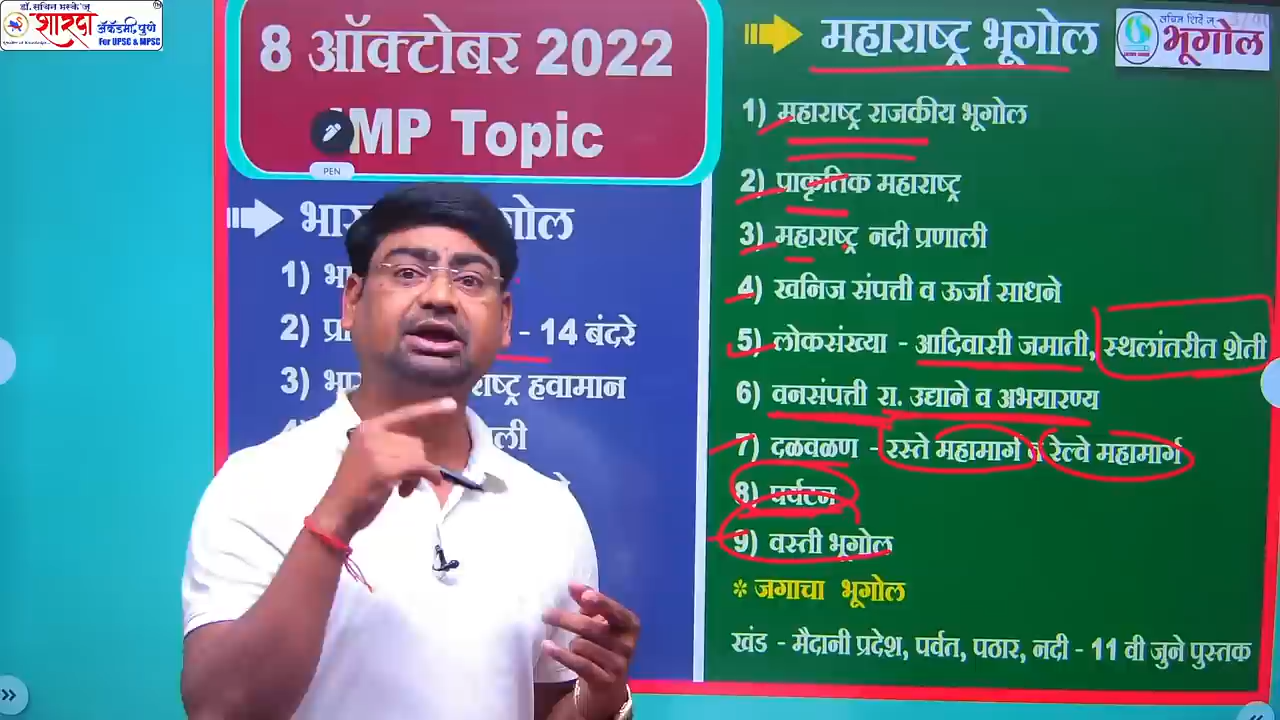 डॉ. सचिन भस्के'ज्
शारदा ॲकॅडमी, पुणे
For UPSC & MPSC
8 ऑक्टोबर 2022
IMP Topic
PEN
1)
2) - 14 बंदरे
3) हवामान
महाराष्ट्र भूगोल
सचिन शिंदे ज्
भूगोल
1) महाराष्ट्र राजकीय भूगोल
2) प्राकृतिक महाराष्ट्र
3) महाराष्ट्र नदी प्रणाली
4) खनिज संपत्ती व ऊर्जा साधने
5) लोकसंख्या - आदिवासी जमाती, स्थलांतरीत शेती
6) वनसंपत्ती रा. उद्याने व अभयारण्य
7) दळवळण - रस्ते महामार्ग व रेल्वे महामार्ग
8) पर्यटन
9) वस्ती भूगोल
* जगाचा भूगोल
खंड - मैदानी प्रदेश, पर्वत, पठार, नदी - 11 वी जुने पुस्तक